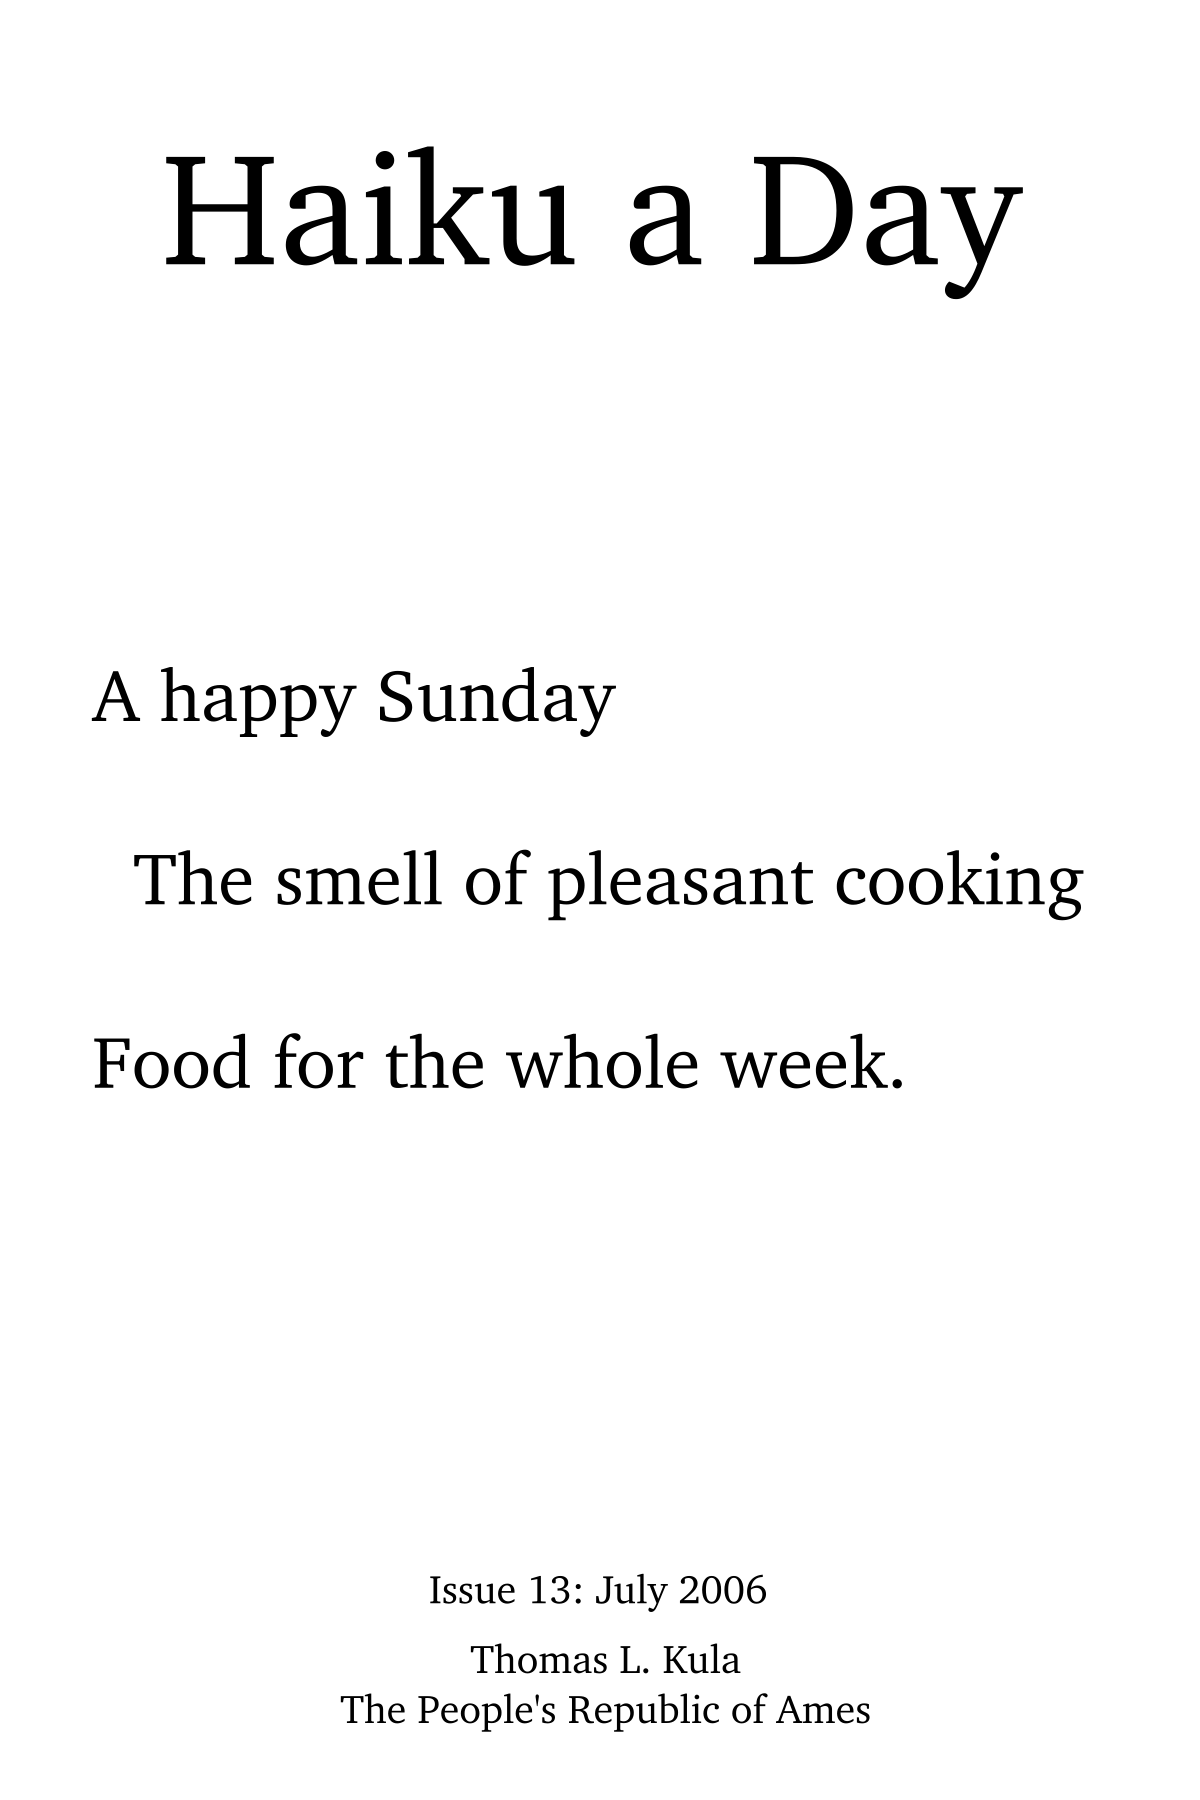 Haiku a Day
A happy Sunday
The smell of pleasant cooking
Food for the whole week.
Issue 13: July 2006
Thomas L. Kula
The People's Republic of Ames